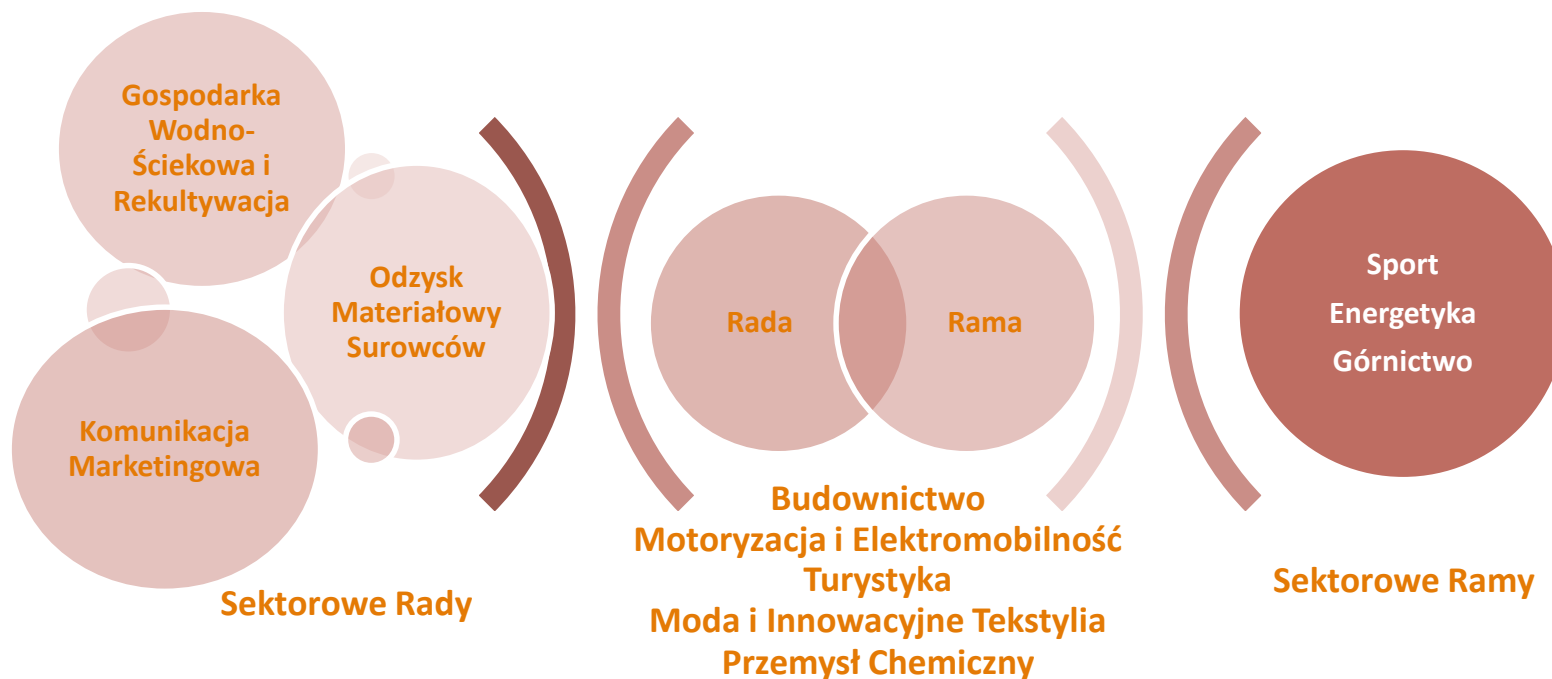 Gospodarka
Wodno-
Ściekowa i
Rekultywacja
Odzysk
Materiałowy
Surowców
Komunikacja
Marketingowa
Sektorowe Rady
Rada
Rama
Budownictwo
Motoryzacja i Elektromobilność
Turystyka
Moda i Innowacyjne Tekstylia
Przemysł Chemiczny
Sport
Energetyka
Górnictwo
Sektorowe Ramy